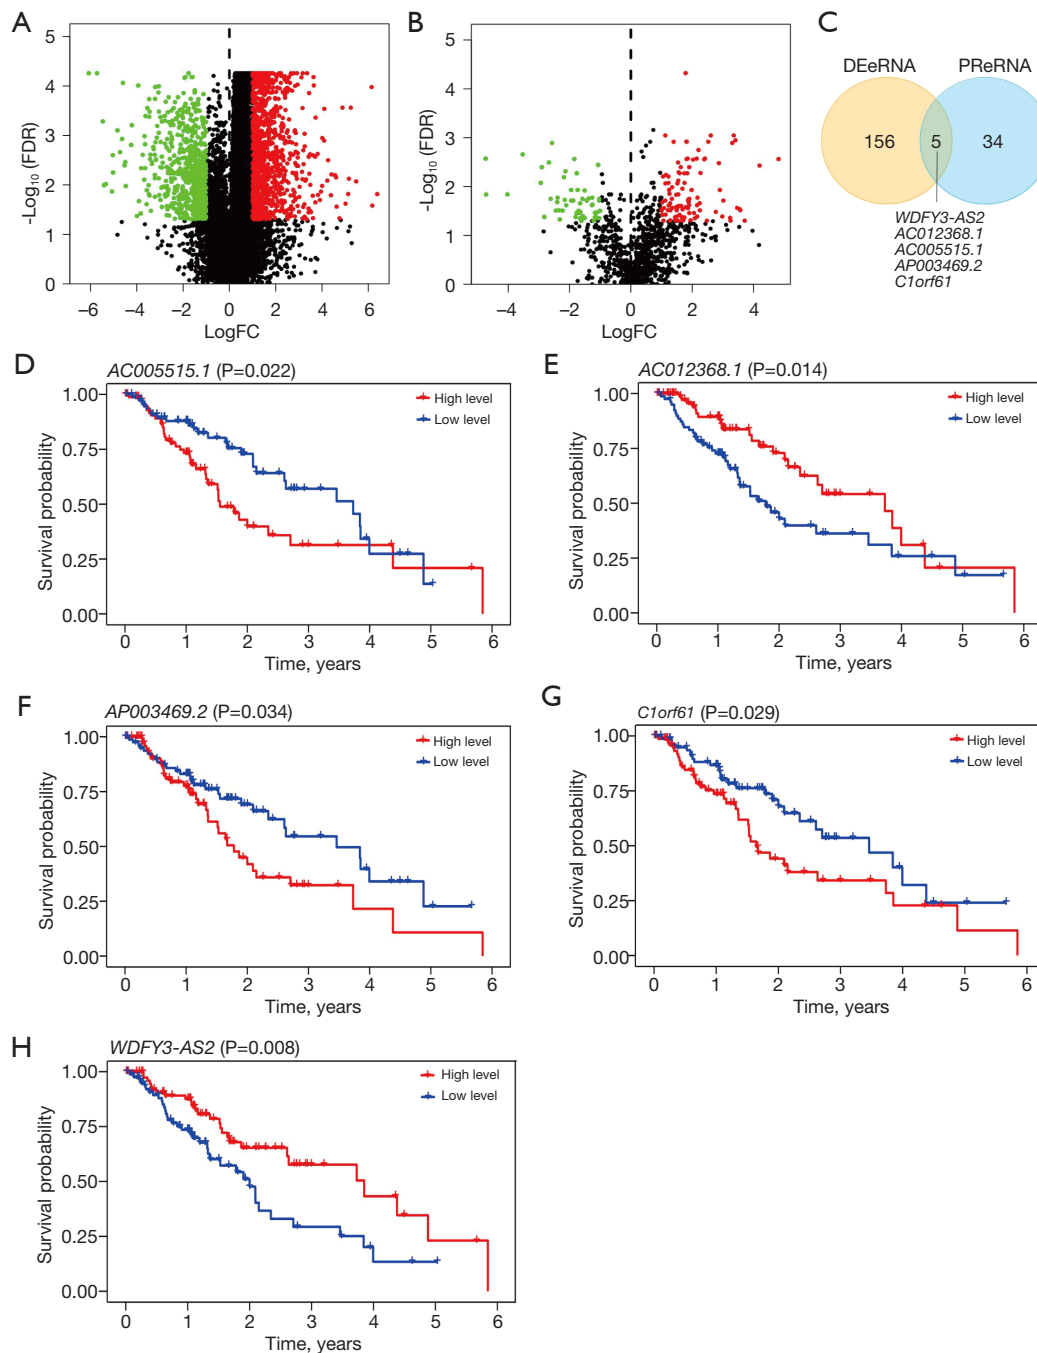 A
5
4
3
2
1
0
-Log10 (FDR)
−6 −4 −2 0 2 4 6
LogFC
B
5
4
3
2
1
0
-Log10 (FDR)
−4 −2 0 2 4
LogFC
C
DEeRNA PReRNA
156 5 34
WDFY3-AS2
AC012368.1
AC005515.1
AP003469.2
C1orf61
D
AC005515.1 (P=0.022)
High level
Low level
1.00
0.75
0.50
0.25
0.00
Survival probability
0 1 2 3 4 5 6
Time, years
E
AC012368.1 (P=0.014)
High level
Low level
1.00
0.75
0.50
0.25
0.00
Survival probability
0 1 2 3 4 5 6
Time, years
F
AP003469.2 (P=0.034)
High level
Low level
1.00
0.75
0.50
0.25
0.00
Survival probability
0 1 2 3 4 5 6
Time, years
G
C1orf61 (P=0.029)
High level
Low level
1.00
0.75
0.50
0.25
0.00
Survival probability
0 1 2 3 4 5 6
Time, years
H
WDFY3-AS2 (P=0.008)
High level
Low level
1.00
0.75
0.50
0.25
0.00
Survival probability
0 1 2 3 4 5 6
Time, years